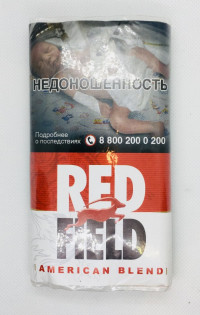 НЕДОНОШЕННОСТЬ
Подробнее
о последствиях
8 800 200 0 200
RED
FIELD
AMERICAN BLEND